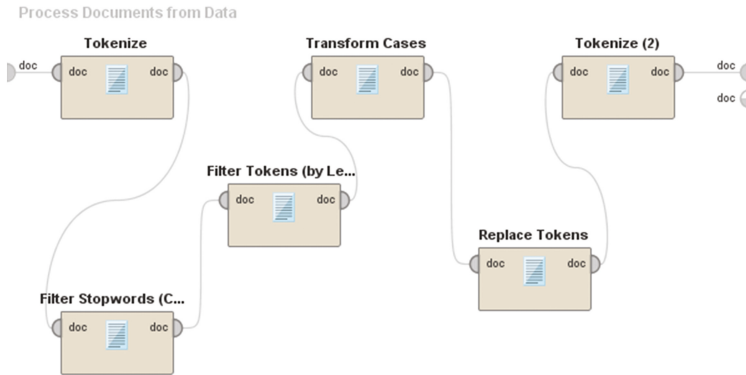 Process Documents from Data
Tokenize
doc
doc
doc
Transform Cases
doc
doc
Tokenize (2)
doc
doc
doc
doc
Filter Tokens (by Le...
doc
doc
Replace Tokens
doc
doc
Filter Stopwords (C...
doc
doc